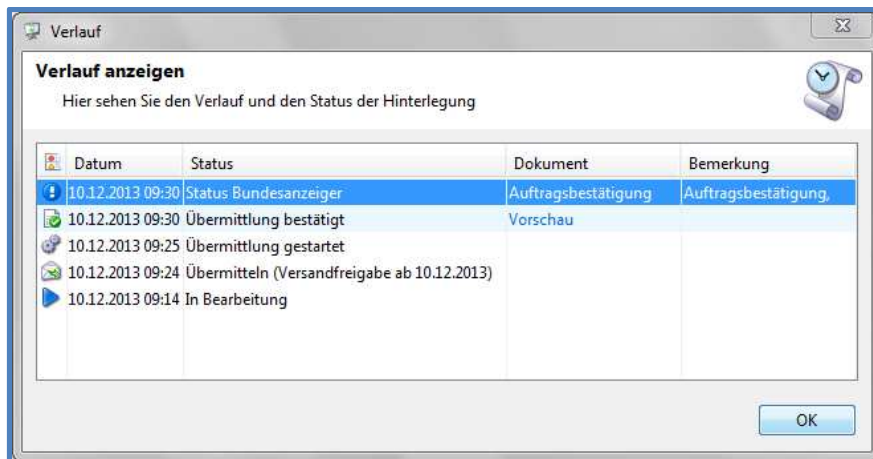 Verlauf
Verlauf anzeigen
Hier sehen Sie den Verlauf und den Status der Hinterlegung
Datum Status Dokument Bemerkung
10.12.2013 09:30 Status Bundesanzeiger Auftragsbestätigung Auftragsbestätigung,
10.12.2013 09:30 Übermittlung bestätigt Vorschau
10.12.2013 09:25 Übermittlung gestartet
10.12.2013 09:24 Übermitteln (Versandfreigabe ab 10.12.2013)
10.12.2013 09:14 In Bearbeitung
OK